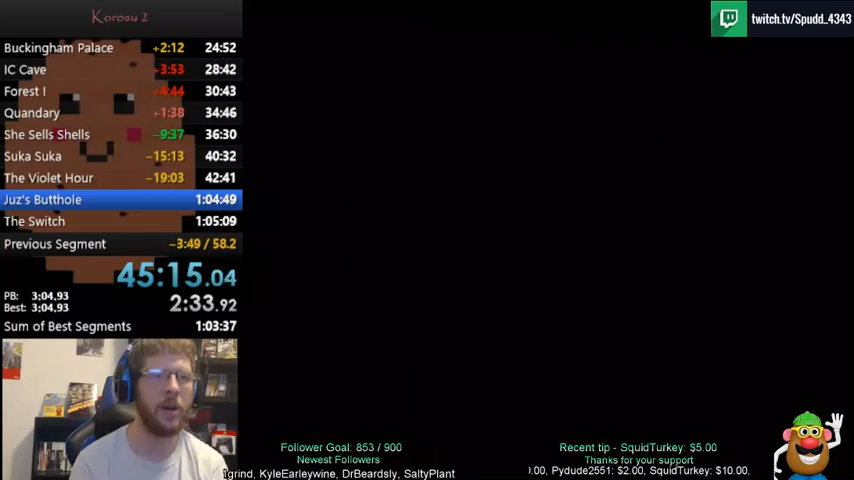 Korosu 2
twitch.tv/Spudd_4343
Buckingham Palace +2:12 24:52
IC Cave +3:53 28:42
Forest ! +4:44 30:43
Quandary +1:38 34:46
She Sells Shells −9:37 36:30
Suka Suka −15:13 40:32
The Violet Hour −19:03 42:41
Juz's Butthole 1:04:49
The Switch 1:05:09
Previous Segment −3:49 / 58.2
45:15.04
PB: 3:04.93
Best: 3:04.93
2:33.92
Sum of Best Segments 1:03:37
Follower Goal: 853 / 900
Newest Followers
grind, KyleEarleywine, DrBeardsly, SaltyPlant
Recent tip - SquidTurkey: $5.00
Thanks for your support
.00, Pydude2551: $2.00, SquidTurkey: $10.00,